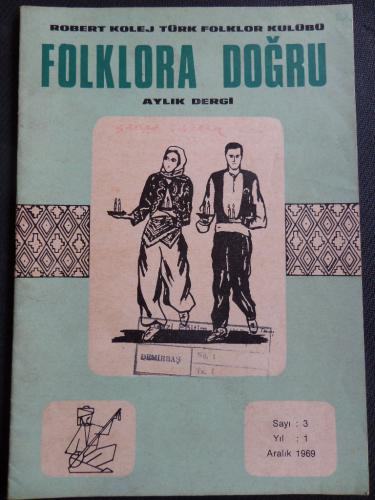 ROBERT KOLEJ TÜRK FOLKLOR KULÜBÜ
FOLKLORA DOĞRU
AYLIK DERGİ
DEMİRBAŞ
Sayı : 3
Yıl : 1
Aralık 1969